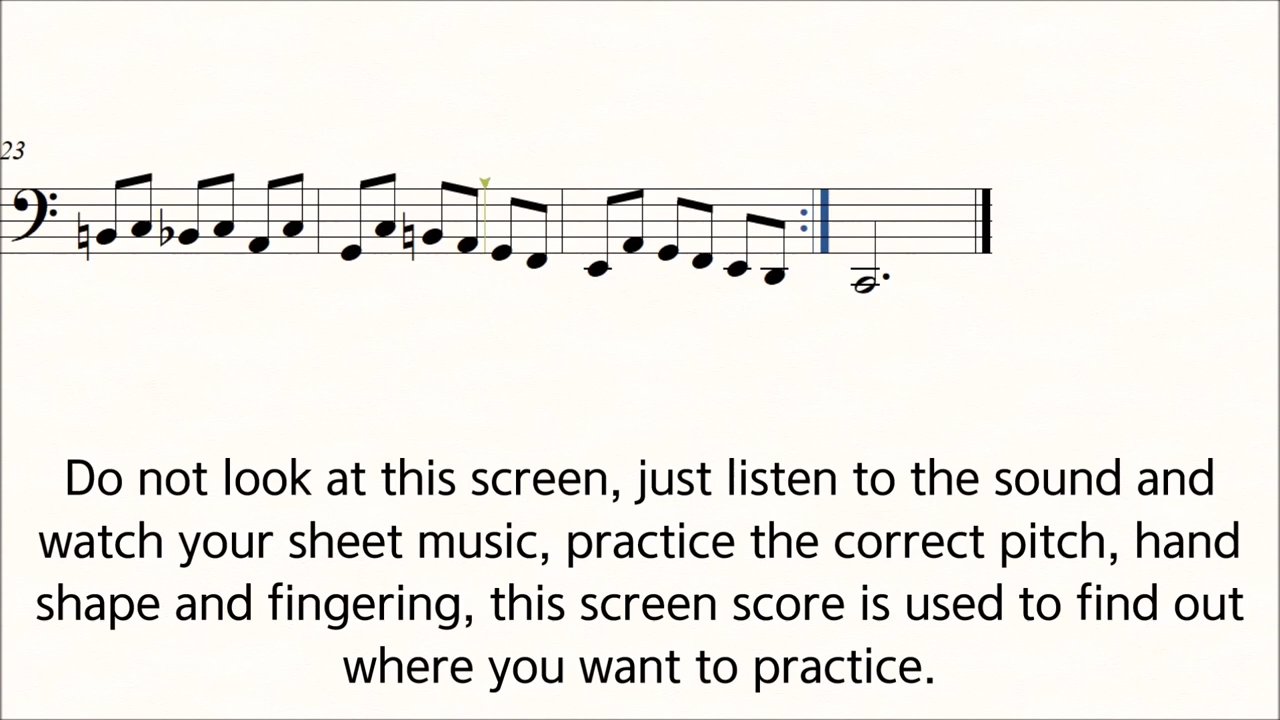 23
Do not look at this screen, just listen to the sound and
watch your sheet music, practice the correct pitch, hand
shape and fingering, this screen score is used to find out
where you want to practice.